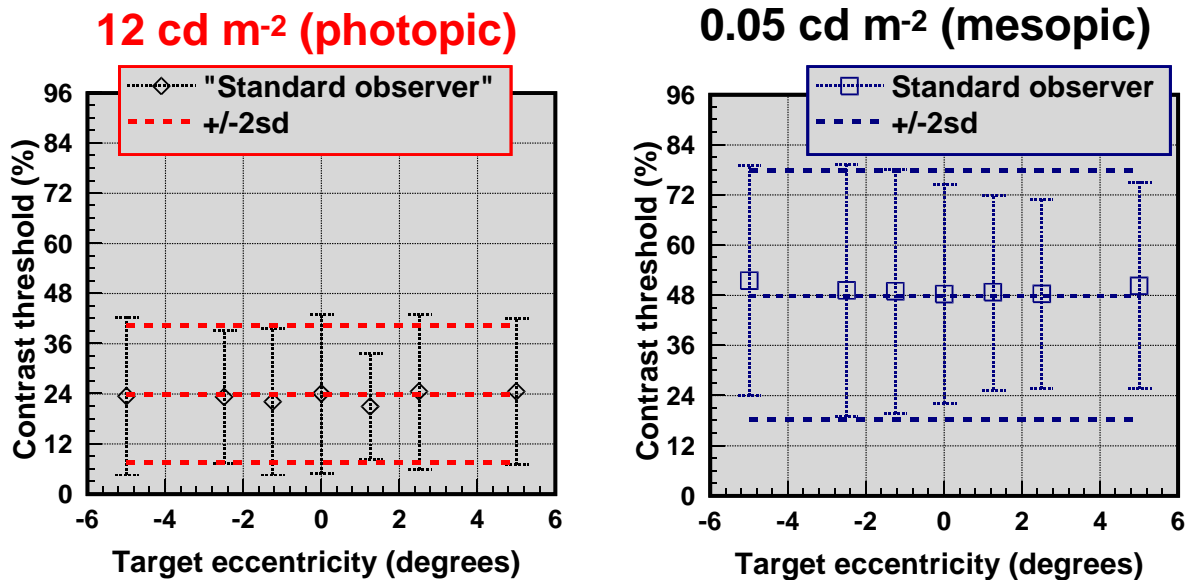 12 cd m-2 (photopic)
"Standard observer"
+/-2sd
Contrast threshold (%)
96
84
72
60
48
36
24
12
0
-6 -4 -2 0 2 4 6
Target eccentricity (degrees)
0.05 cd m-2 (mesopic)
Standard observer
+/-2sd
Contrast threshold (%)
96
84
72
60
48
36
24
12
0
-6 -4 -2 0 2 4 6
Target eccentricity (degrees)